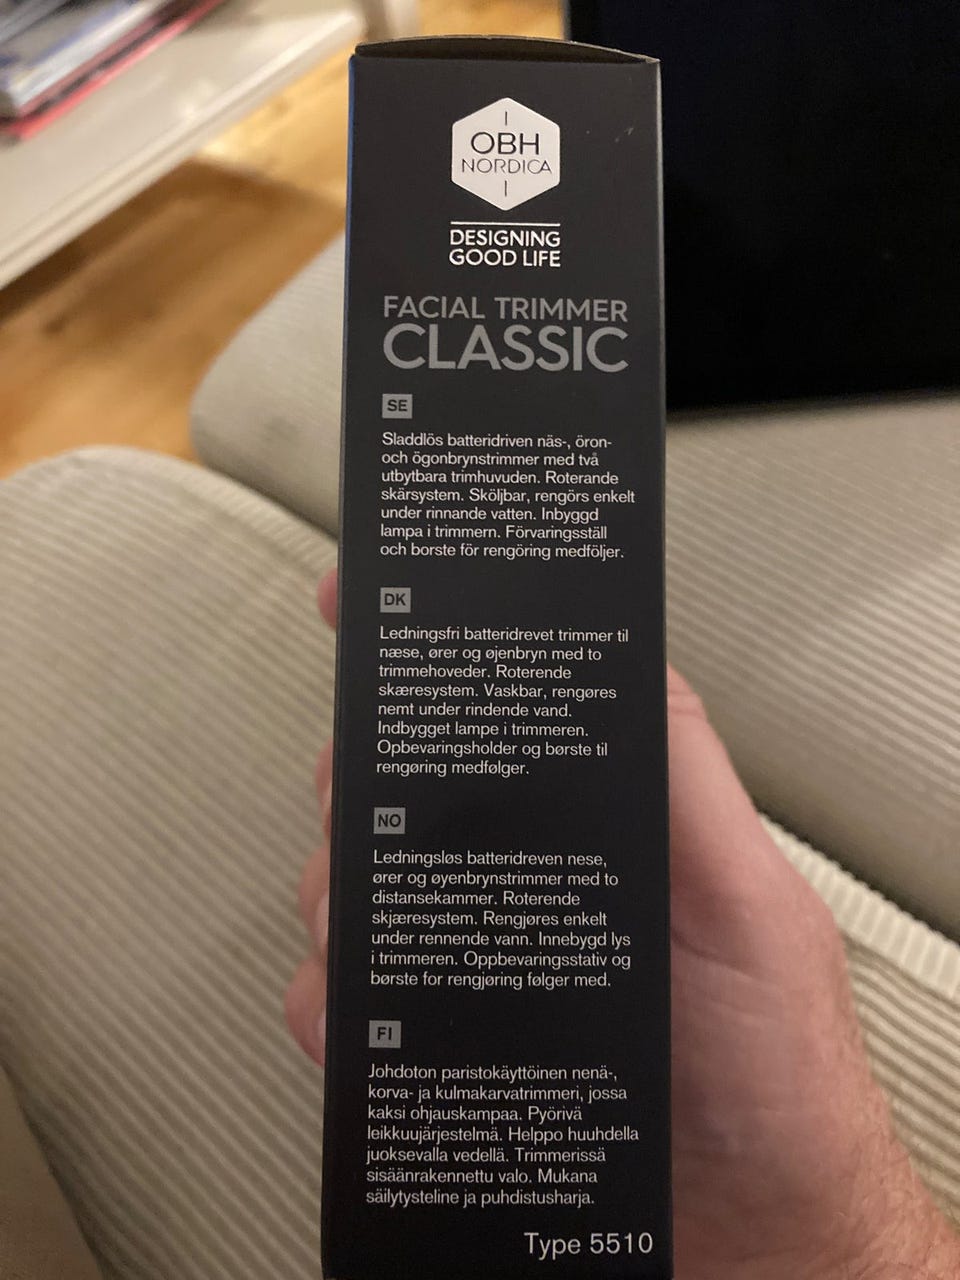 OBH
NORDICA
DESIGNING
GOOD LIFE
FACIAL TRIMMER
CLASSIC
SE
Sladdlös batteridriven näs-, öron-
och ögonbrynstrimmer med två
utbytbara trimhuvuden. Roterande
skärsystem. Sköljbar, rengörs enkelt
under rinnande vatten. Inbyggd
lampa i trimmern. Förvaringsställ
och borste för rengöring medföljer.
DK
Ledningsfri batteridrevet trimmer til
næse, ører og øjenbryn med to
trimmehoveder. Roterende
skæresystem. Vaskbar, rengøres
nemt under rindende vand.
Indbygget lampe i trimmeren.
Opbevaringsholder og børste til
rengøring medfølger.
NO
Ledningsløs batteridreven nese,
ører og øyenbrynstrimmer med to
distansekammer. Roterende
skjæresystem. Rengjøres enkelt
under rennende vann. Innebygd lys
i trimmeren. Oppbevaringsstativ og
børste for rengjøring følger med.
FI
Johdoton paristokäyttöinen nenä-,
korva- ja kulmakarvatrimmeri, jossa
kaksi ohjauskampaa. Pyörivä
leikkuujärjestelmä. Helppo huuhdella
juoksevalla vedellä. Trimmerissä
sisäänrakennettu valo. Mukana
säilytysteline ja puhdistusharja.
Type 5510